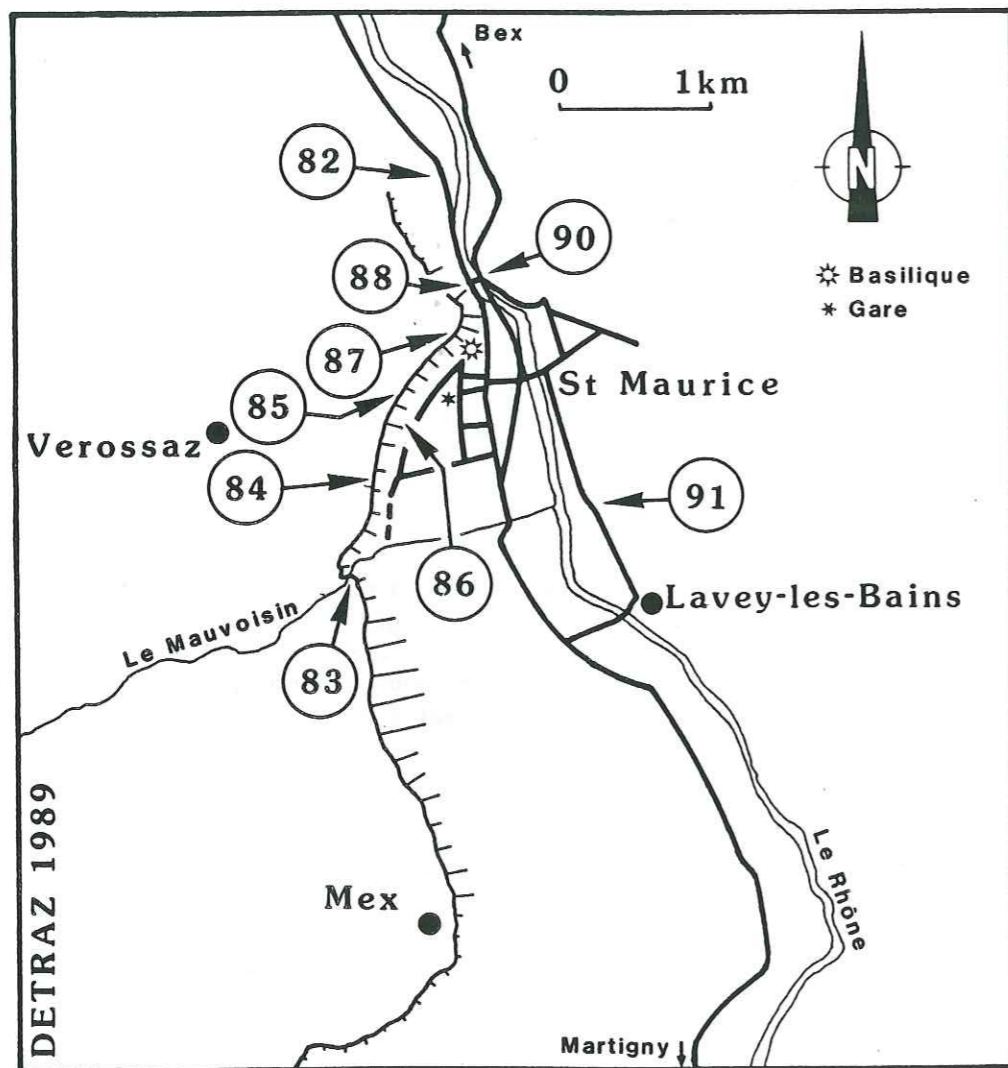 Bex
0 1km
82
N
90
88
Basilique
Gare
87
St Maurice
85
Verossaz
84
91
86
Lavey-les-Bains
Le Mauvoisin
83
DETRAZ 1989
Mex
Le Rhône
Martigny